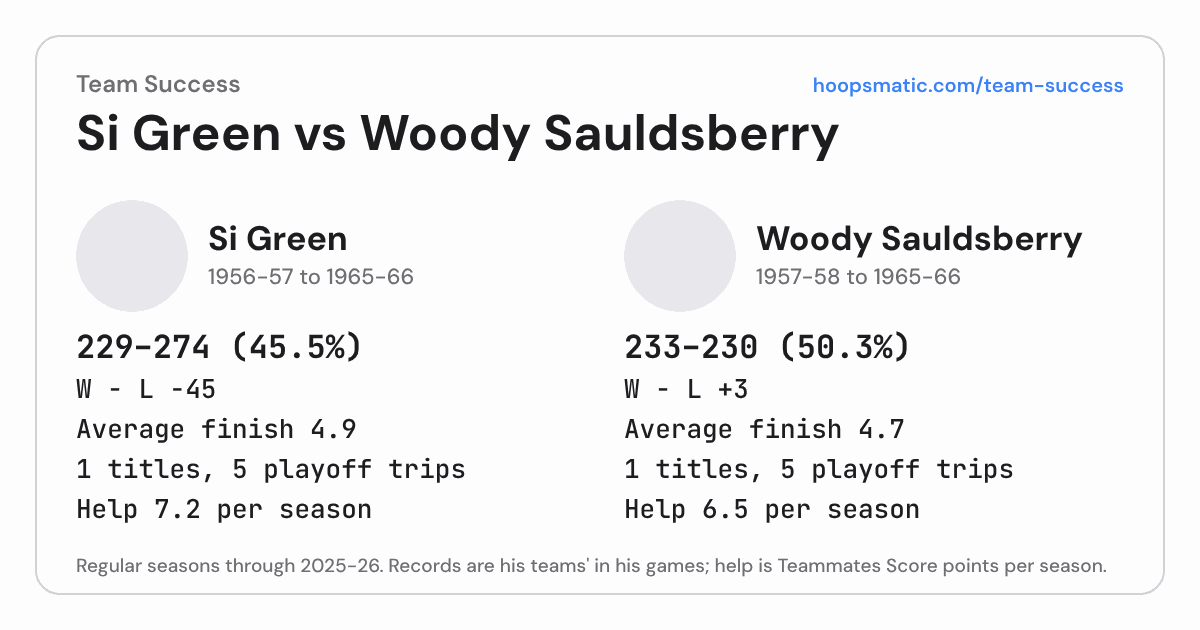 Team Success
hoopsmatic.com/team-success
Si Green vs Woody Sauldsberry
Si Green
1956-57 to 1965-66
229-274 (45.5%)
W - L -45
Average finish 4.9
1 titles, 5 playoff trips
Help 7.2 per season
Woody Sauldsberry
1957-58 to 1965-66
233-230 (50.3%)
W - L +3
Average finish 4.7
1 titles, 5 playoff trips
Help 6.5 per season
Regular seasons through 2025-26. Records are his teams' in his games; help is Teammates Score points per season.